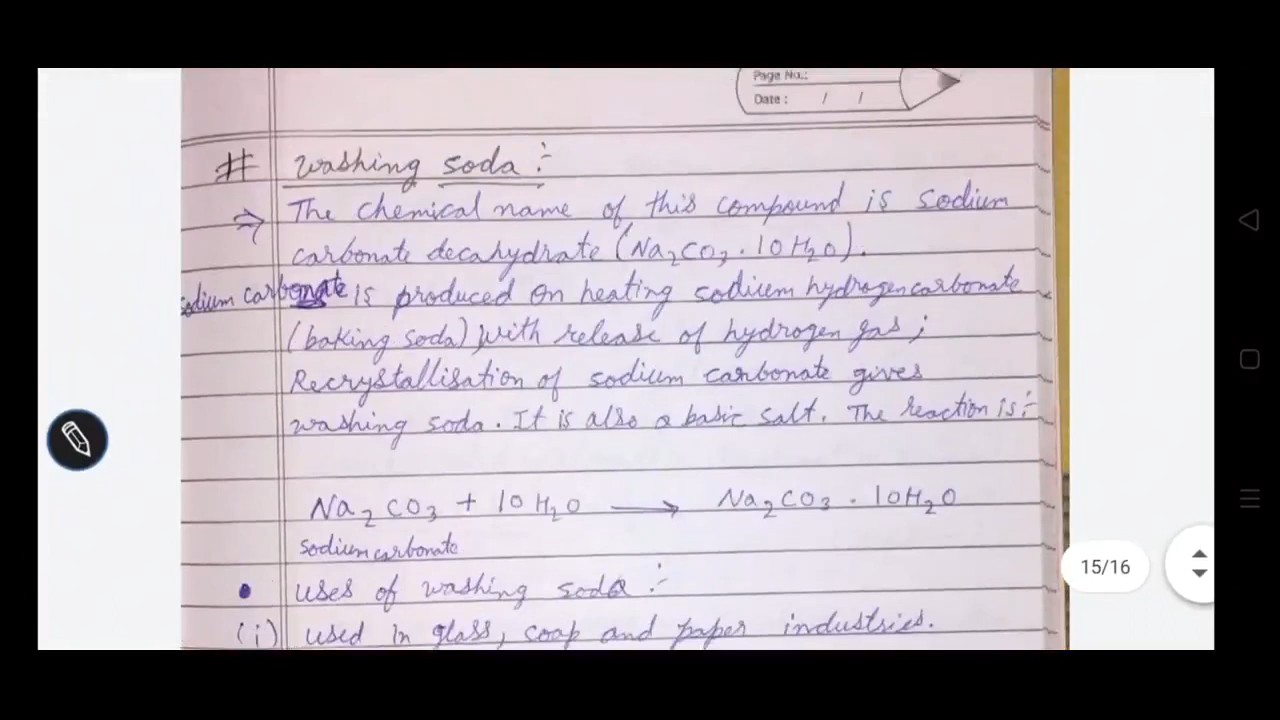 Page No.:
Date : / /
# washing soda :-
⇒ The chemical name of this compound is sodium
carbonate decahydrate (Na₂CO₃ · 10H₂O).
sodium carbonate is produced on heating sodium hydrogencarbonate
(baking soda), with release of hydrogen gas ;
Recrystallisation of sodium carbonate gives
washing soda. It is also a basic salt. The reaction is :-
Na₂CO₃ + 10H₂O ⟶ Na₂CO₃ · 10H₂O
sodium carbonate
• uses of washing soda :-
(i) used in glass, soap and paper industries.
15/16